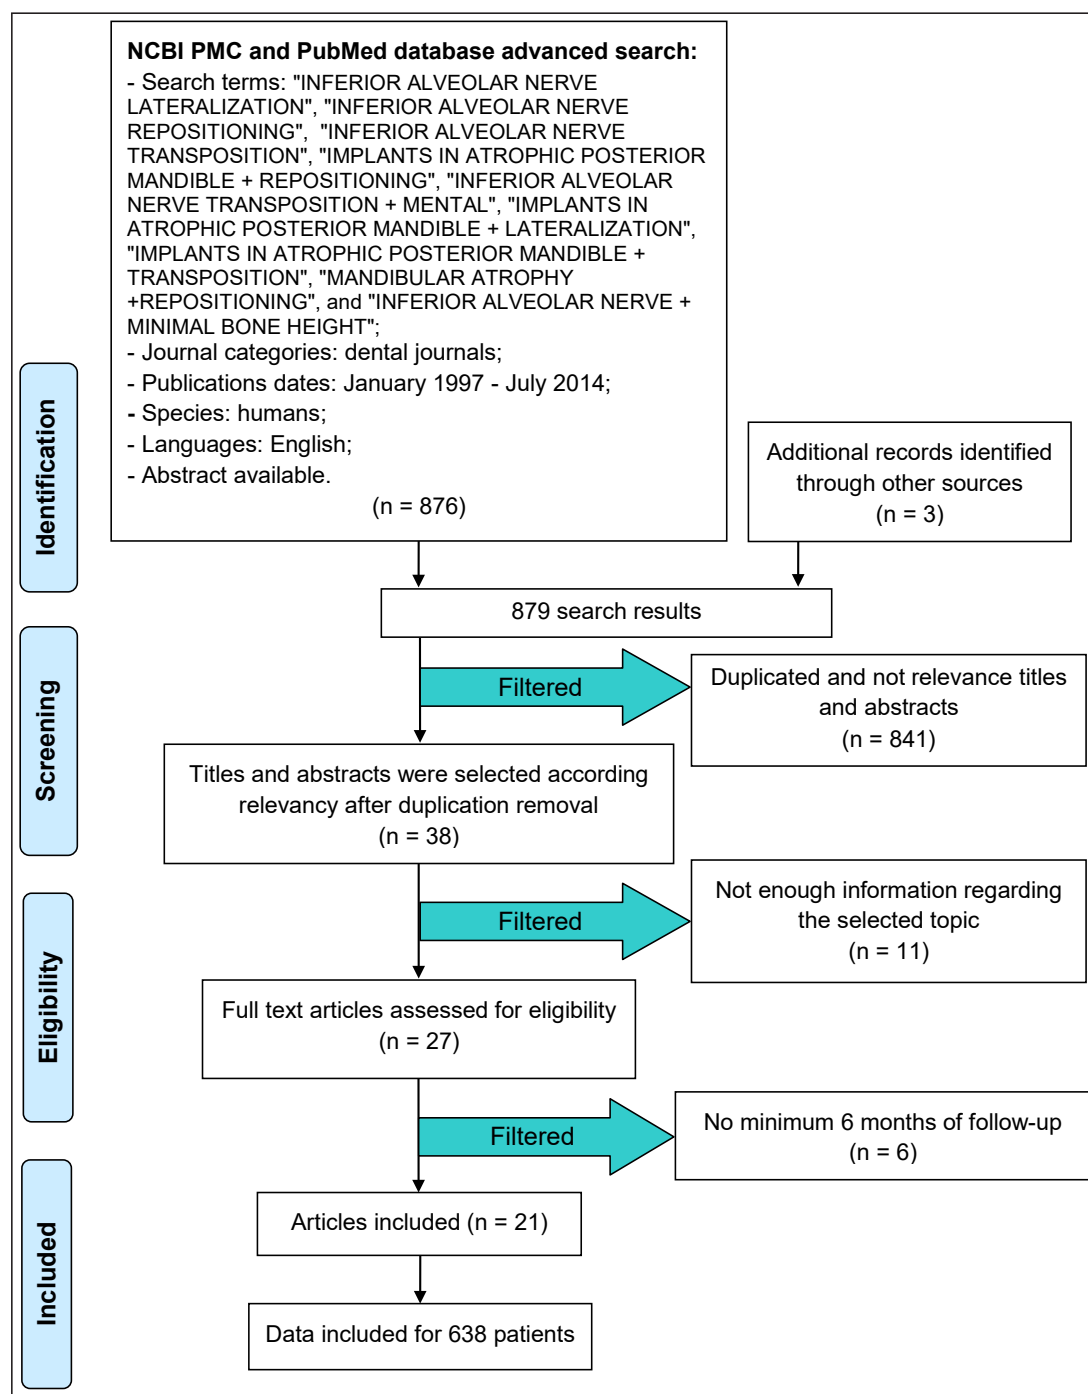 NCBI PMC and PubMed database advanced search:
- Search terms: "INFERIOR ALVEOLAR NERVE
LATERALIZATION", "INFERIOR ALVEOLAR NERVE
REPOSITIONING", "INFERIOR ALVEOLAR NERVE
TRANSPOSITION", "IMPLANTS IN ATROPHIC POSTERIOR
MANDIBLE + REPOSITIONING", "INFERIOR ALVEOLAR
NERVE TRANSPOSITION + MENTAL", "IMPLANTS IN
ATROPHIC POSTERIOR MANDIBLE + LATERALIZATION",
"IMPLANTS IN ATROPHIC POSTERIOR MANDIBLE +
TRANSPOSITION", "MANDIBULAR ATROPHY
+REPOSITIONING", and "INFERIOR ALVEOLAR NERVE +
MINIMAL BONE HEIGHT";
- Journal categories: dental journals;
- Publications dates: January 1997 - July 2014;
- Species: humans;
- Languages: English;
- Abstract available.
(n = 876)
Identification
Additional records identified
through other sources
(n = 3)
879 search results
Screening
Filtered
Duplicated and not relevance titles
and abstracts
(n = 841)
Titles and abstracts were selected according
relevancy after duplication removal
(n = 38)
Eligibility
Filtered
Not enough information regarding
the selected topic
(n = 11)
Full text articles assessed for eligibility
(n = 27)
Filtered
No minimum 6 months of follow-up
(n = 6)
Included
Articles included (n = 21)
Data included for 638 patients